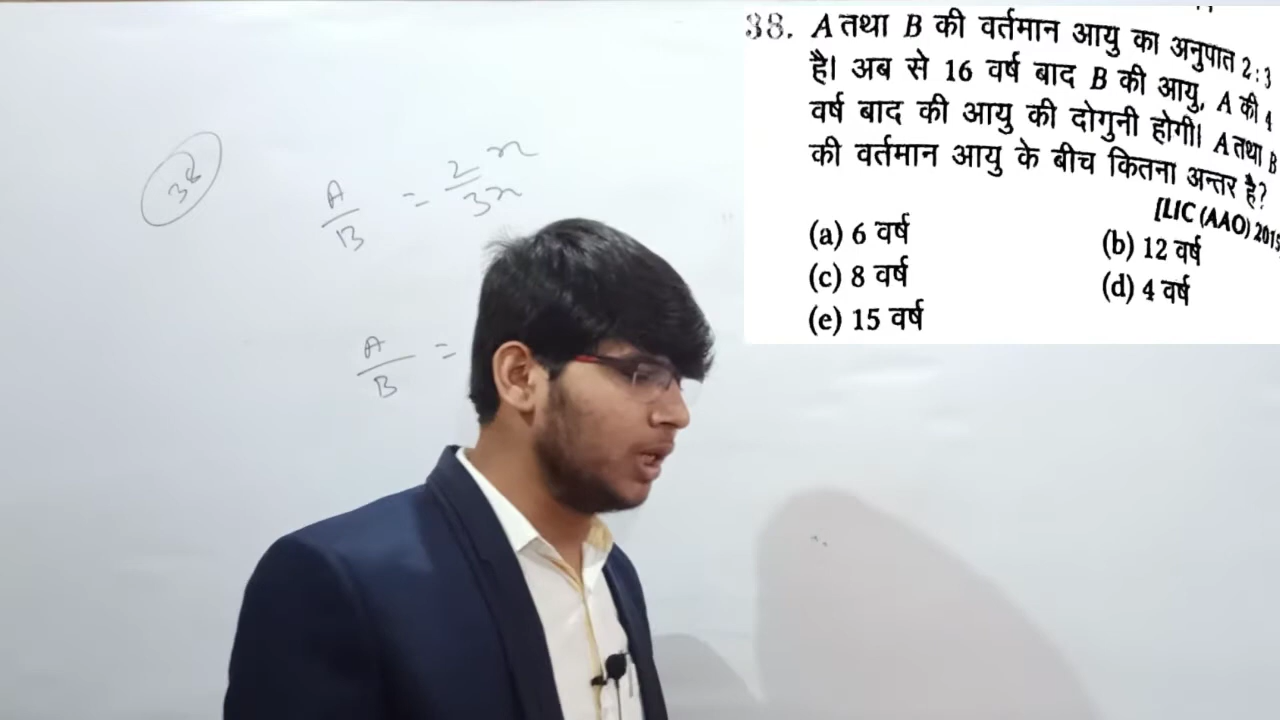 38. A तथा B की वर्तमान आयु का अनुपात 2 : 3
है। अब से 16 वर्ष बाद B की आयु, A की 4
वर्ष बाद की आयु की दोगुनी होगी। A तथा B
की वर्तमान आयु के बीच कितना अन्तर है?
[LIC (AAO) 2015
(a) 6 वर्ष (b) 12 वर्ष
(c) 8 वर्ष (d) 4 वर्ष
(e) 15 वर्ष
38
A/B = 2x/3x
A/B =